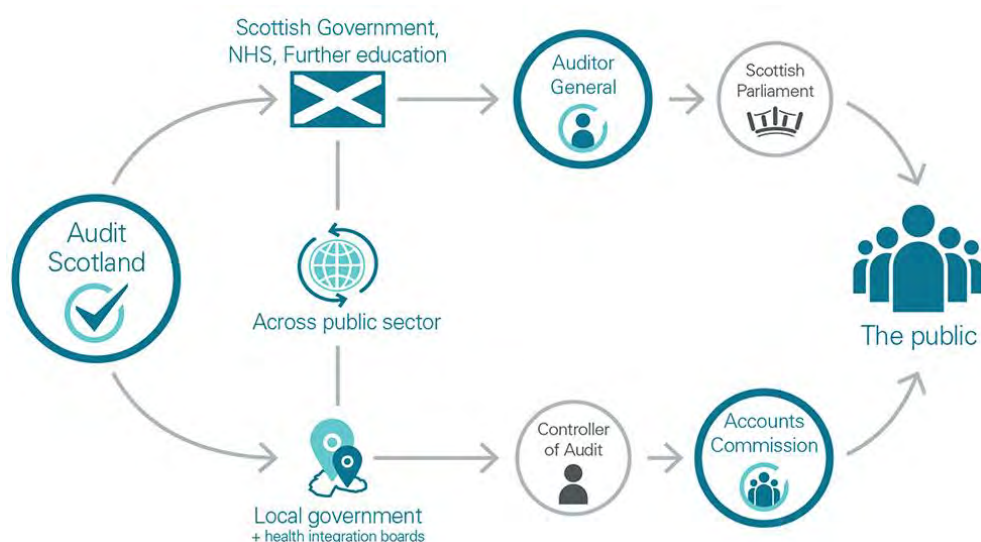 Scottish Government,
NHS, Further education
Auditor
General
Scottish
Parliament
Audit
Scotland
Across public sector
The public
Local government
+ health integration boards
Controller
of Audit
Accounts
Commission